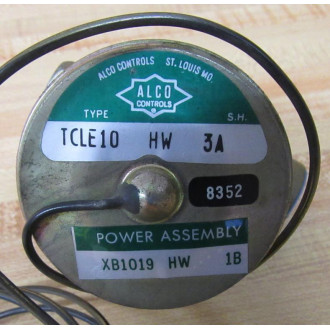 ALCO CONTROLS ST. LOUIS MO.
ALCO
CONTROLS
TYPE S.H.
TCLE10 HW 3A
8352
POWER ASSEMBLY
XB1019 HW 1B